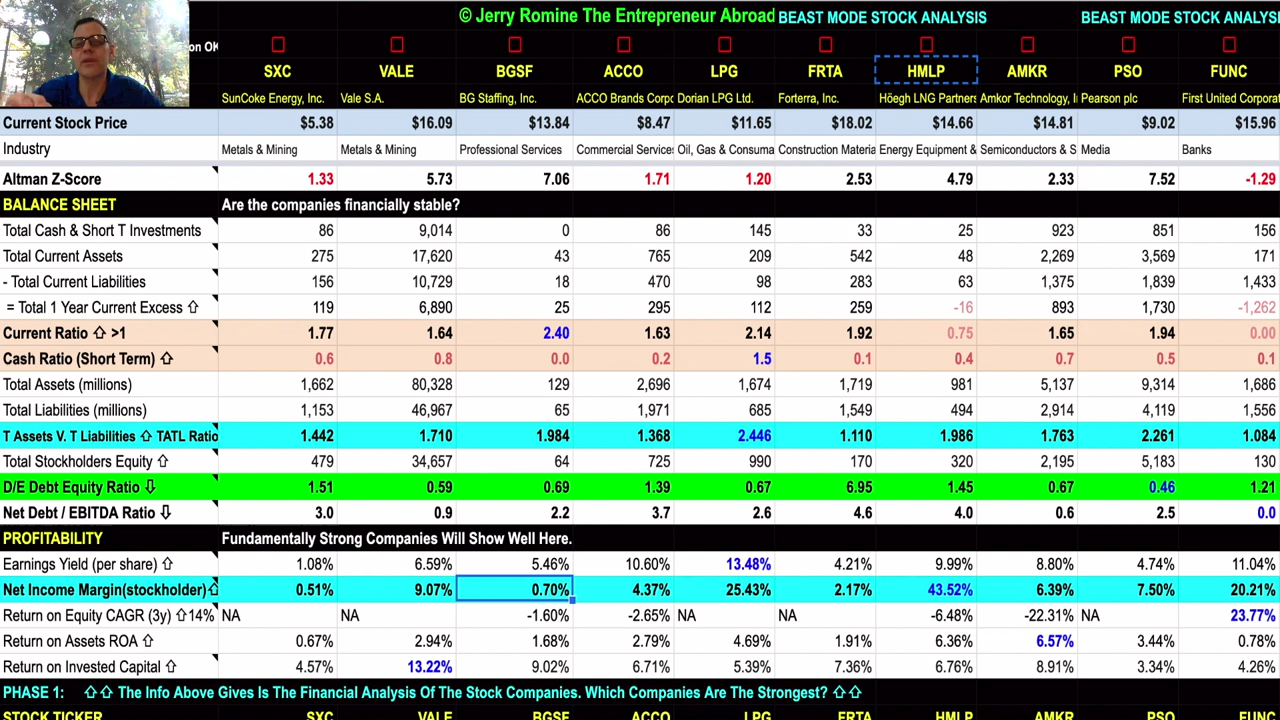 © Jerry Romine The Entrepreneur Abroad BEAST MODE STOCK ANALYSIS BEAST MODE STOCK ANALYSI
on OK
SXC VALE BGSF ACCO LPG FRTA HMLP AMKR PSO FUNC
SunCoke Energy, Inc. Vale S.A. BG Staffing, Inc. ACCO Brands Corpo Dorian LPG Ltd. Forterra, Inc. Höegh LNG Partners Amkor Technology, I Pearson plc First United Corporat
Current Stock Price $5.38 $16.09 $13.84 $8.47 $11.65 $18.02 $14.66 $14.81 $9.02 $15.96
Industry Metals & Mining Metals & Mining Professional Services Commercial Services Oil, Gas & Consuma Construction Materia Energy Equipment & Semiconductors & S Media Banks
Altman Z-Score 1.33 5.73 7.06 1.71 1.20 2.53 4.79 2.33 7.52 -1.29
BALANCE SHEET Are the companies financially stable?
Total Cash & Short T Investments 86 9,014 0 86 145 33 25 923 851 156
Total Current Assets 275 17,620 43 765 209 542 48 2,269 3,569 171
- Total Current Liabilities 156 10,729 18 470 98 283 63 1,375 1,839 1,433
= Total 1 Year Current Excess ⇧ 119 6,890 25 295 112 259 -16 893 1,730 -1,262
Current Ratio ⇧ >1 1.77 1.64 2.40 1.63 2.14 1.92 0.75 1.65 1.94 0.00
Cash Ratio (Short Term) ⇧ 0.6 0.8 0.0 0.2 1.5 0.1 0.4 0.7 0.5 0.1
Total Assets (millions) 1,662 80,328 129 2,696 1,674 1,719 981 5,137 9,314 1,686
Total Liabilities (millions) 1,153 46,967 65 1,971 685 1,549 494 2,914 4,119 1,556
T Assets V. T Liabilities ⇧ TATL Ratio 1.442 1.710 1.984 1.368 2.446 1.110 1.986 1.763 2.261 1.084
Total Stockholders Equity ⇧ 479 34,657 64 725 990 170 320 2,195 5,183 130
D/E Debt Equity Ratio ⇩ 1.51 0.59 0.69 1.39 0.67 6.95 1.45 0.67 0.46 1.21
Net Debt / EBITDA Ratio ⇩ 3.0 0.9 2.2 3.7 2.6 4.6 4.0 0.6 2.5 0.0
PROFITABILITY Fundamentally Strong Companies Will Show Well Here.
Earnings Yield (per share) ⇧ 1.08% 6.59% 5.46% 10.60% 13.48% 4.21% 9.99% 8.80% 4.74% 11.04%
Net Income Margin(stockholder)⇧ 0.51% 9.07% 0.70% 4.37% 25.43% 2.17% 43.52% 6.39% 7.50% 20.21%
Return on Equity CAGR (3y) ⇧14% NA NA -1.60% -2.65% NA NA -6.48% -22.31% NA 23.77%
Return on Assets ROA ⇧ 0.67% 2.94% 1.68% 2.79% 4.69% 1.91% 6.36% 6.57% 3.44% 0.78%
Return on Invested Capital ⇧ 4.57% 13.22% 9.02% 6.71% 5.39% 7.36% 6.76% 8.91% 3.34% 4.26%
PHASE 1: ⇧⇧ The Info Above Gives Is The Financial Analysis Of The Stock Companies. Which Companies Are The Strongest? ⇧⇧
STOCK TICKER SXC VALE BGSF ACCO LPG FRTA HMLP AMKR PSO FUNC